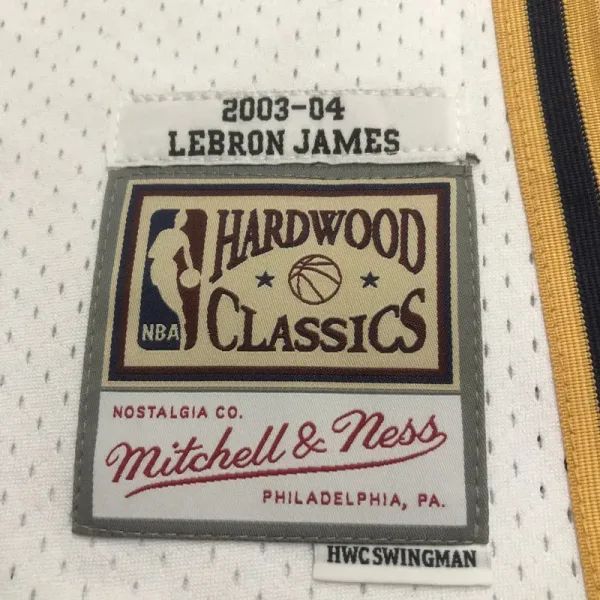 2003-04
LEBRON JAMES
HARDWOOD
NBA
CLASSICS
NOSTALGIA CO.
Mitchell & Ness
PHILADELPHIA, PA.
HWC SWINGMAN